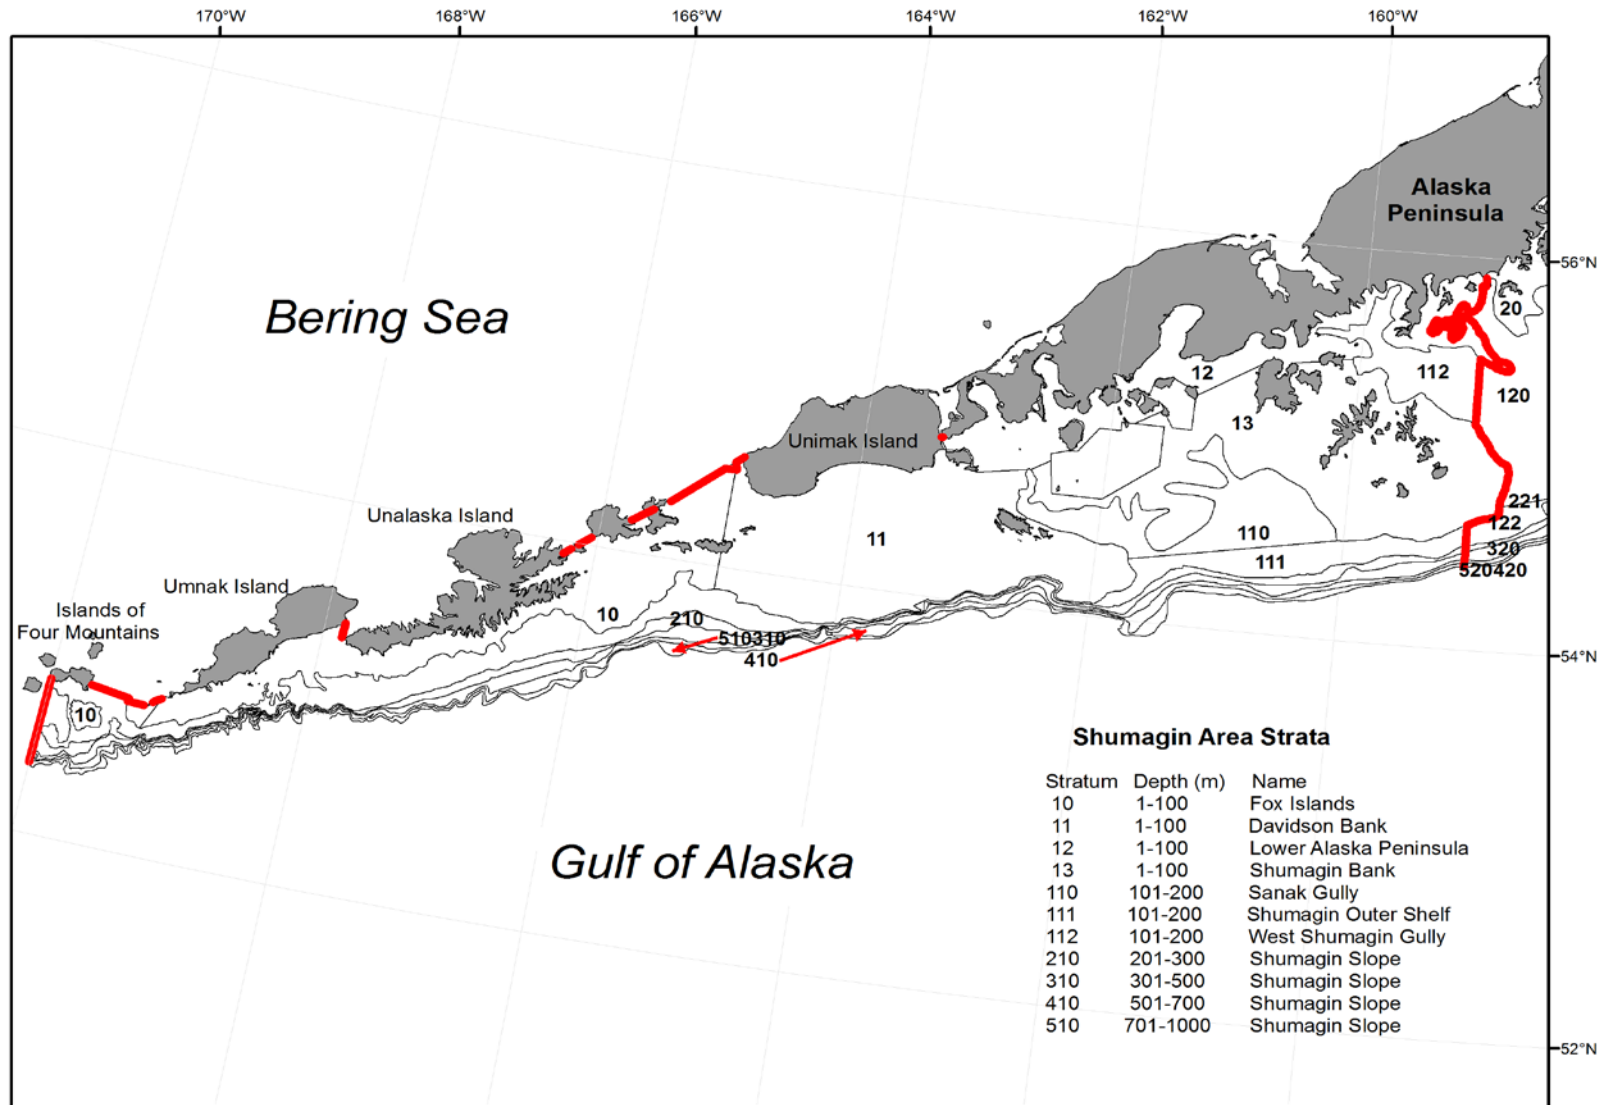 170°W 168°W 166°W 164°W 162°W 160°W
Alaska
Peninsula
56°N
Bering Sea
20
12
112
120
13
Unimak Island
Unalaska Island
221
122
110
11
111
320
520420
Umnak Island
Islands of
Four Mountains
10
210
510310
410
54°N
10
Shumagin Area Strata
Stratum Depth (m) Name
10 1-100 Fox Islands
11 1-100 Davidson Bank
12 1-100 Lower Alaska Peninsula
13 1-100 Shumagin Bank
110 101-200 Sanak Gully
111 101-200 Shumagin Outer Shelf
112 101-200 West Shumagin Gully
210 201-300 Shumagin Slope
310 301-500 Shumagin Slope
410 501-700 Shumagin Slope
510 701-1000 Shumagin Slope
Gulf of Alaska
52°N